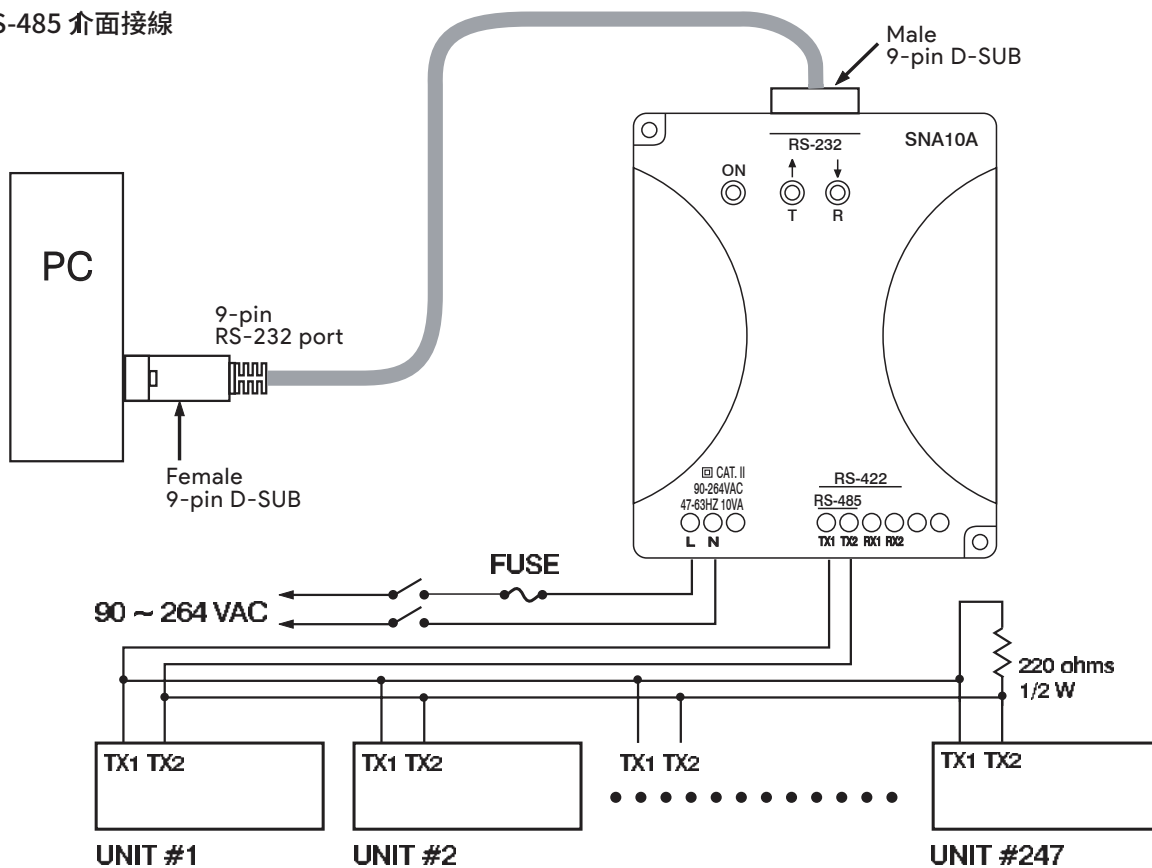 S-485 介面接線
Male
9-pin D-SUB
RS-232
SNA10A
ON
T
R
PC
9-pin
RS-232 port
Female
9-pin D-SUB
CAT. II
90-264VAC
47-63HZ 10VA
L N
RS-422
RS-485
TX1 TX2 RX1 RX2
FUSE
90 ~ 264 VAC
220 ohms
1/2 W
TX1 TX2
TX1 TX2
TX1 TX2
TX1 TX2
UNIT #1
UNIT #2
UNIT #247